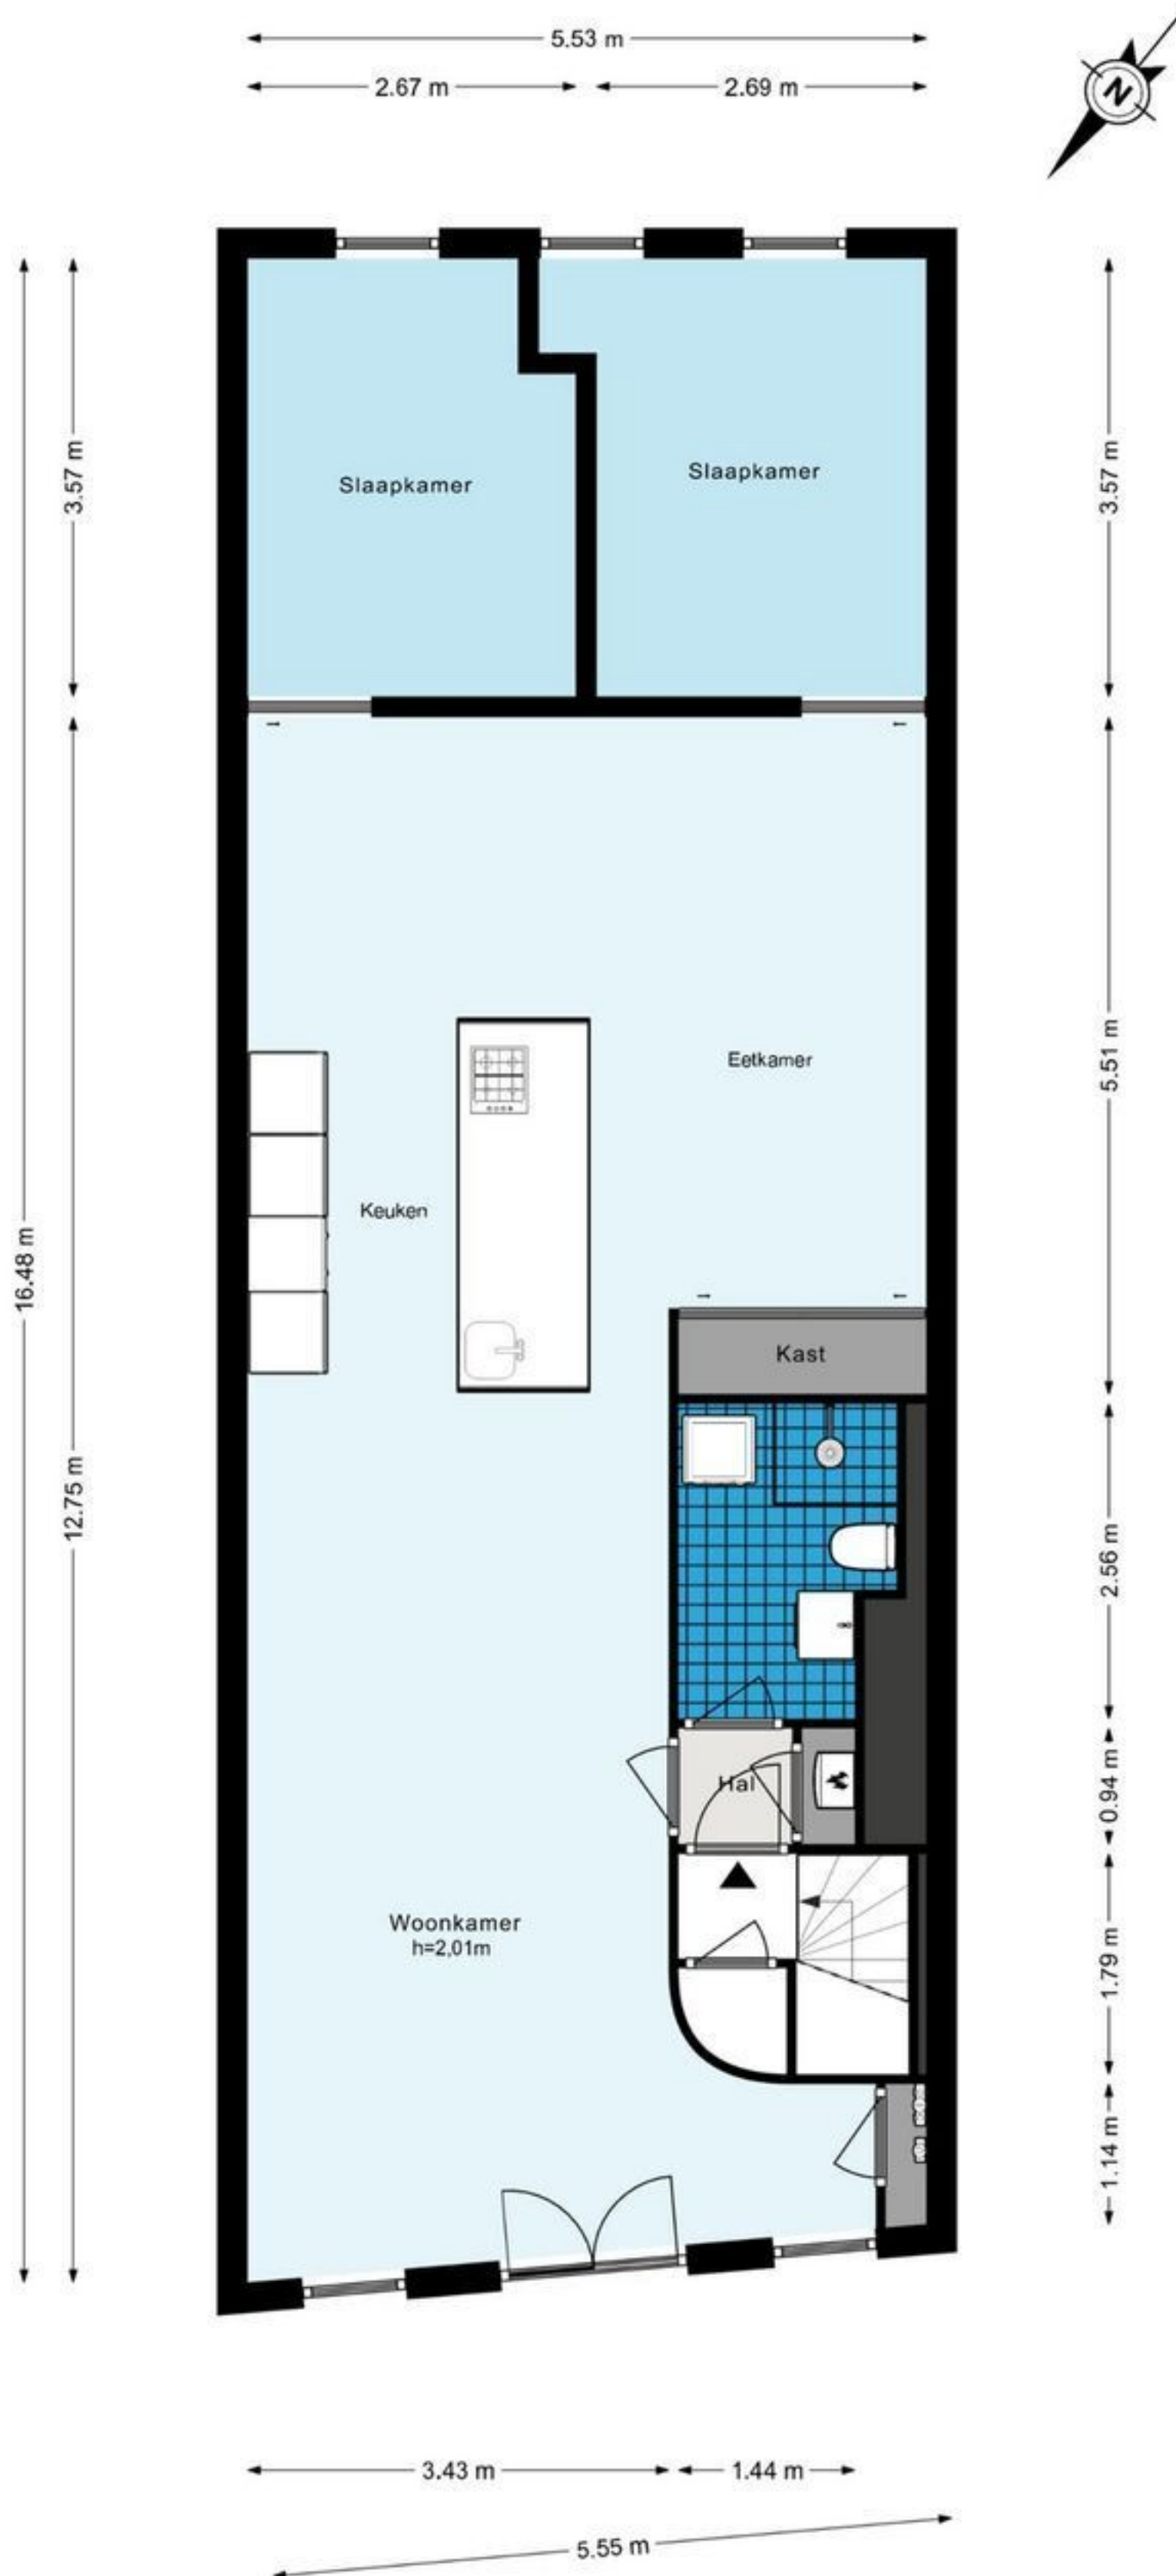 5.53 m
2.67 m
2.69 m
N
3.57 m
3.57 m
Slaapkamer
Slaapkamer
16.48 m
12.75 m
5.51 m
Eetkamer
Keuken
Kast
2.56 m
0.94 m
Hal
Woonkamer
h=2,01m
1.79 m
1.14 m
3.43 m
1.44 m
5.55 m